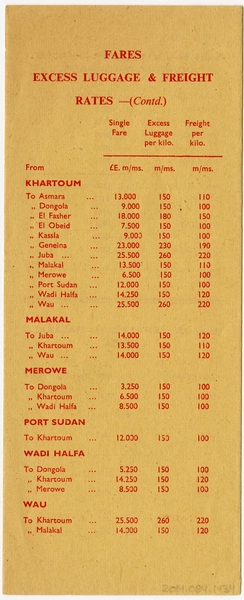 FARES
EXCESS LUGGAGE & FREIGHT
RATES —(Contd.)
Single Fare Excess Luggage per kilo. Freight per kilo.
From £E. m/ms. m/ms. m/ms.
KHARTOUM
To Asmara ... 13.000 150 110
„ Dongola ... 9.000 150 100
„ El Fasher ... 18.000 180 150
„ El Obeid ... 7.500 150 100
„ Kassla ... 9.000 150 100
„ Geneina ... 23.000 230 190
„ Juba ... ... 25.500 260 220
„ Malakal ... 13.500 150 110
„ Merowe ... 6.500 150 100
„ Port Sudan ... 12.000 150 100
„ Wadi Halfa ... 14.250 150 120
„ Wau ... ... 25.500 260 220
MALAKAL
To Juba ... ... 14.000 150 120
„ Khartoum ... 13.500 150 110
„ Wau ... ... 14.000 150 120
MEROWE
To Dongola ... 3.250 150 100
„ Khartoum ... 6.500 150 100
„ Wadi Halfa ... 8.500 150 100
PORT SUDAN
To Khartoum ... 12.000 150 100
WADI HALFA
To Dongola ... 5.250 150 100
„ Khartoum ... 14.250 150 120
„ Merowe ... 8.500 150 100
WAU
To Khartoum ... 25.500 260 220
„ Malakal ... 14.000 150 120